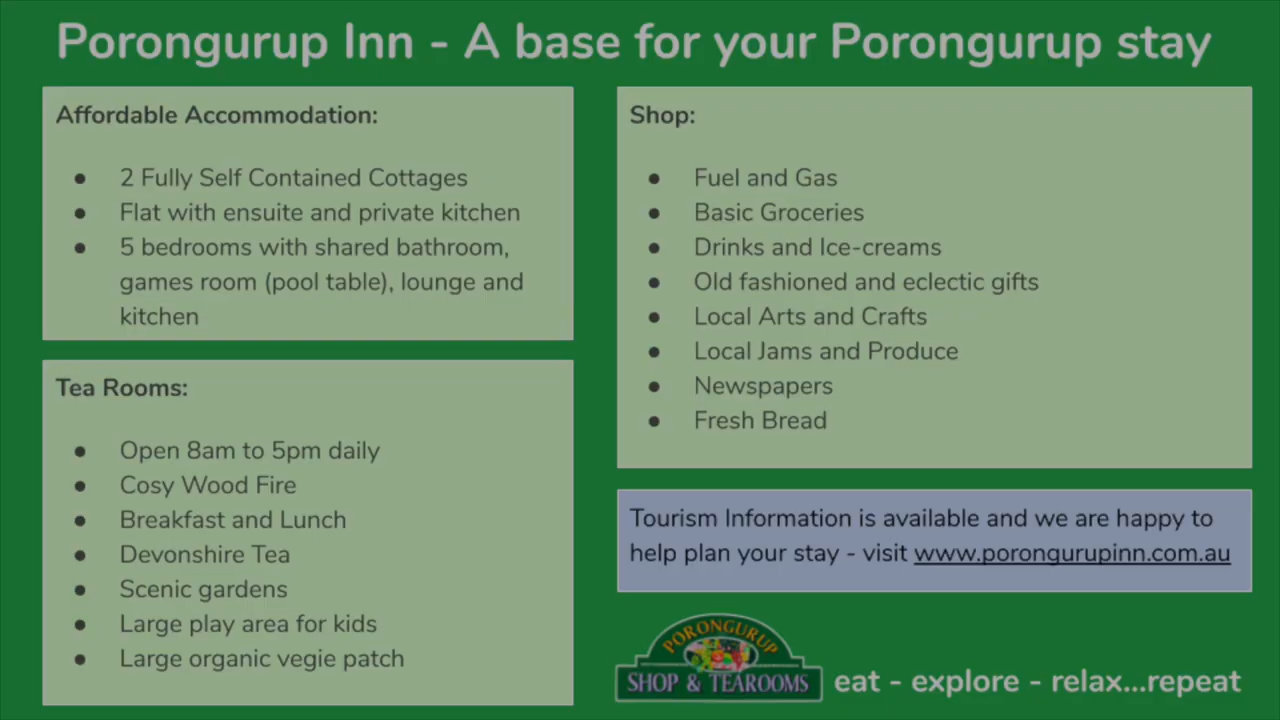 Porongurup Inn - A base for your Porongurup stay
Affordable Accommodation:
● 2 Fully Self Contained Cottages
● Flat with ensuite and private kitchen
● 5 bedrooms with shared bathroom,
games room (pool table), lounge and
kitchen
Tea Rooms:
● Open 8am to 5pm daily
● Cosy Wood Fire
● Breakfast and Lunch
● Devonshire Tea
● Scenic gardens
● Large play area for kids
● Large organic vegie patch
Shop:
● Fuel and Gas
● Basic Groceries
● Drinks and Ice-creams
● Old fashioned and eclectic gifts
● Local Arts and Crafts
● Local Jams and Produce
● Newspapers
● Fresh Bread
Tourism Information is available and we are happy to
help plan your stay - visit www.porongurupinn.com.au
PORONGURUP
SHOP & TEAROOMS
eat - explore - relax...repeat